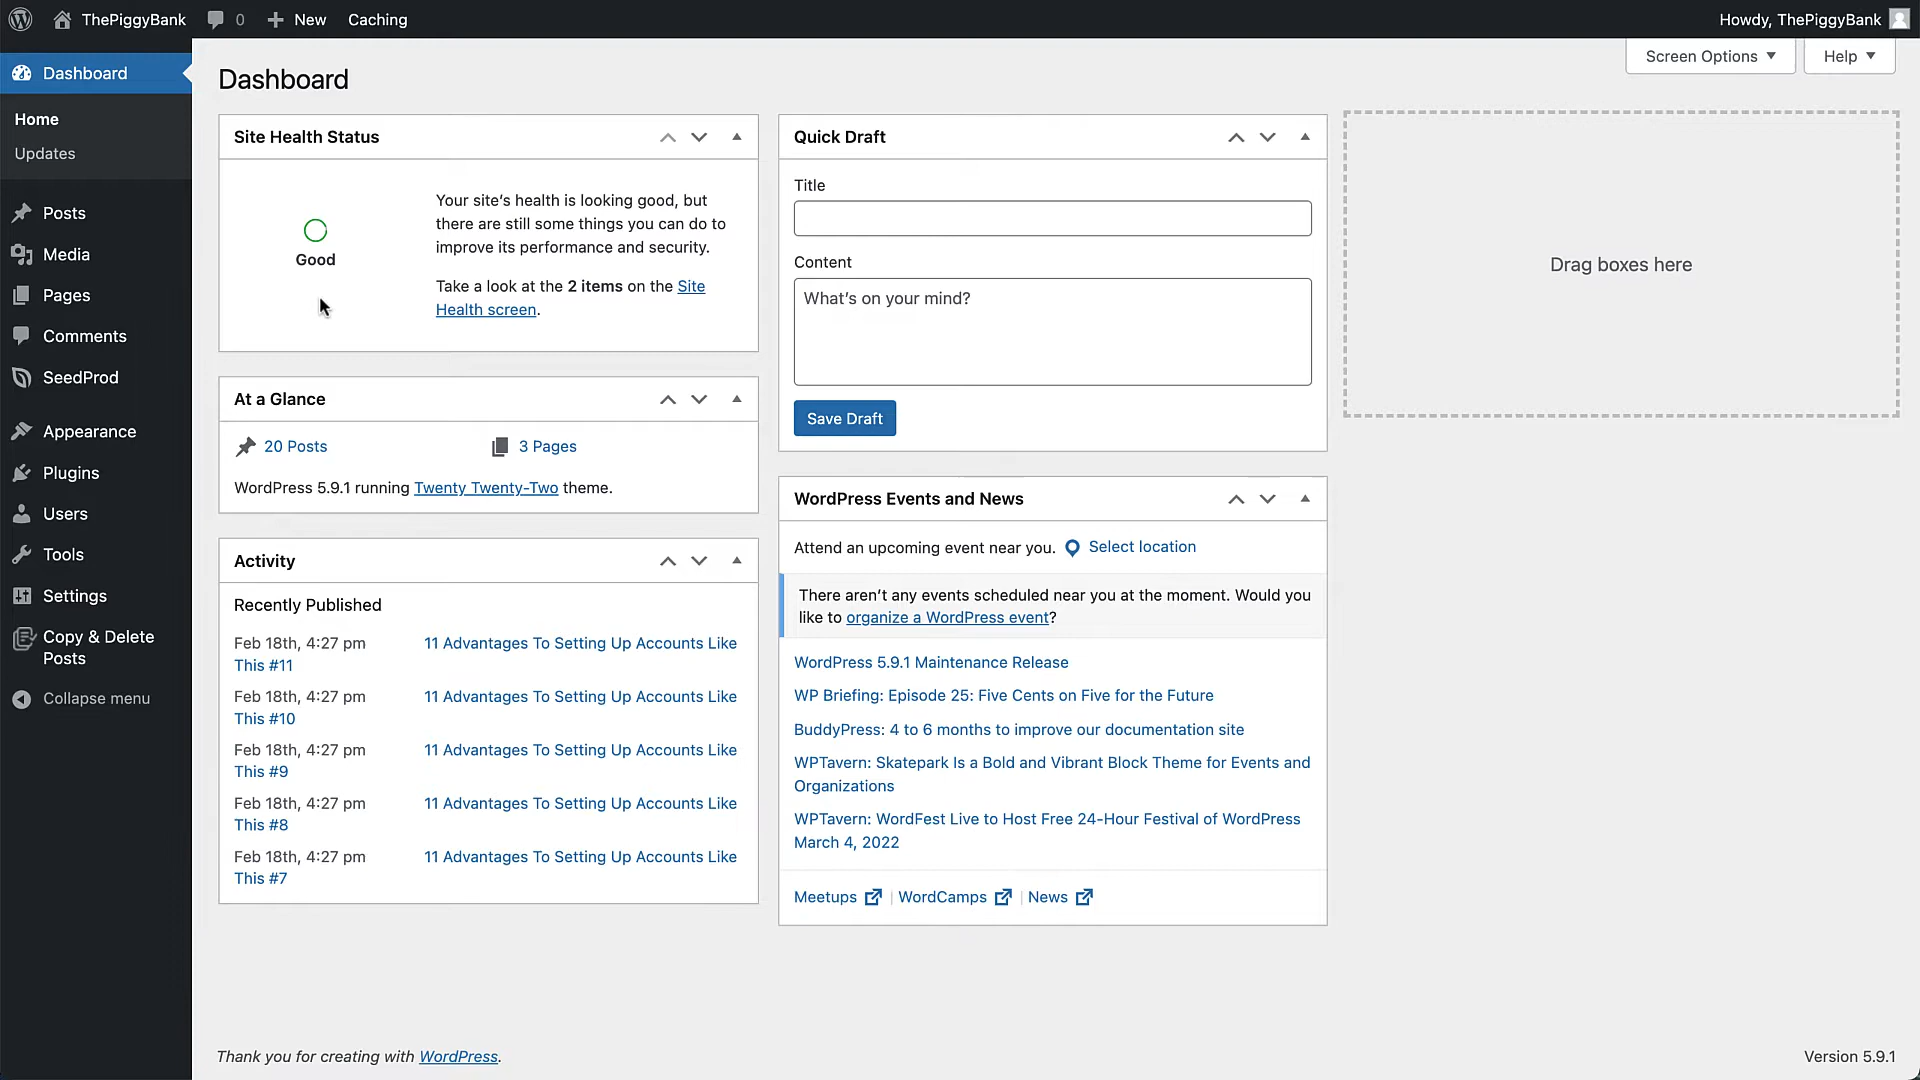 ThePiggyBank
0
New
Caching
Howdy, ThePiggyBank
Dashboard
Home
Updates
Posts
Media
Pages
Comments
SeedProd
Appearance
Plugins
Users
Tools
Settings
Copy & Delete
Posts
Collapse menu
Screen Options
Help
Dashboard
Site Health Status
Good
Your site's health is looking good, but
there are still some things you can do to
improve its performance and security.
Take a look at the 2 items on the Site
Health screen.
At a Glance
20 Posts
3 Pages
WordPress 5.9.1 running Twenty Twenty-Two theme.
Activity
Recently Published
Feb 18th, 4:27 pm 11 Advantages To Setting Up Accounts Like
This #11
Feb 18th, 4:27 pm 11 Advantages To Setting Up Accounts Like
This #10
Feb 18th, 4:27 pm 11 Advantages To Setting Up Accounts Like
This #9
Feb 18th, 4:27 pm 11 Advantages To Setting Up Accounts Like
This #8
Feb 18th, 4:27 pm 11 Advantages To Setting Up Accounts Like
This #7
Quick Draft
Title
Content
What's on your mind?
Save Draft
WordPress Events and News
Attend an upcoming event near you. Select location
There aren't any events scheduled near you at the moment. Would you
like to organize a WordPress event?
WordPress 5.9.1 Maintenance Release
WP Briefing: Episode 25: Five Cents on Five for the Future
BuddyPress: 4 to 6 months to improve our documentation site
WPTavern: Skatepark Is a Bold and Vibrant Block Theme for Events and
Organizations
WPTavern: WordFest Live to Host Free 24-Hour Festival of WordPress
March 4, 2022
Meetups | WordCamps | News
Drag boxes here
Thank you for creating with WordPress.
Version 5.9.1